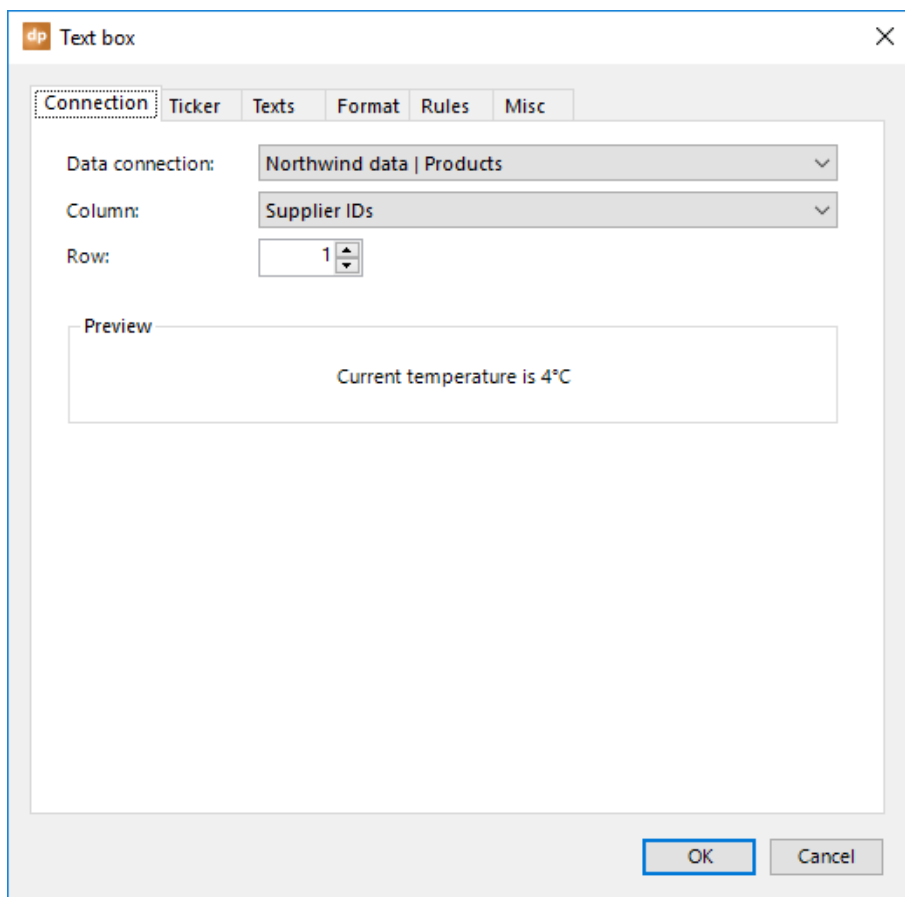 dp Text box
Connection Ticker Texts Format Rules Misc
Data connection: Northwind data | Products
Column: Supplier IDs
Row: 1
Preview
Current temperature is 4°C
OK Cancel